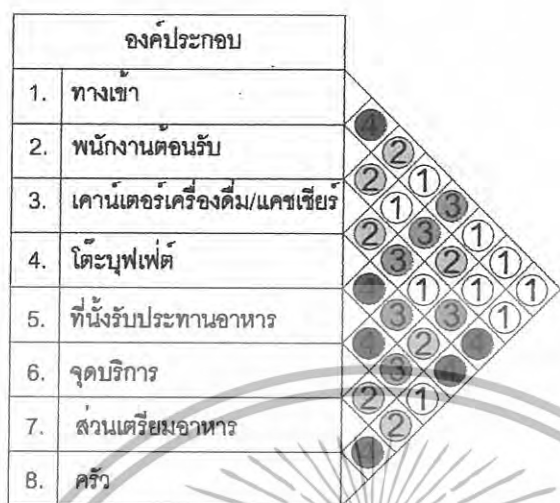 องค์ประกอบ
1. ทางเข้า
2. พนักงานต้อนรับ
3. เคาน์เตอร์เครื่องดื่ม/แคชเชียร์
4. โต๊ะบุฟเฟ่ต์
5. ที่นั้งรับประทานอาหาร
6. จุดบริการ
7. ส่วนเตรียมอาหาร
8. ครัว
4
2
2 1
1 3
2 3 1
3 2 1
1 1 1
3 3 1
4 2 4
3
2 1
2